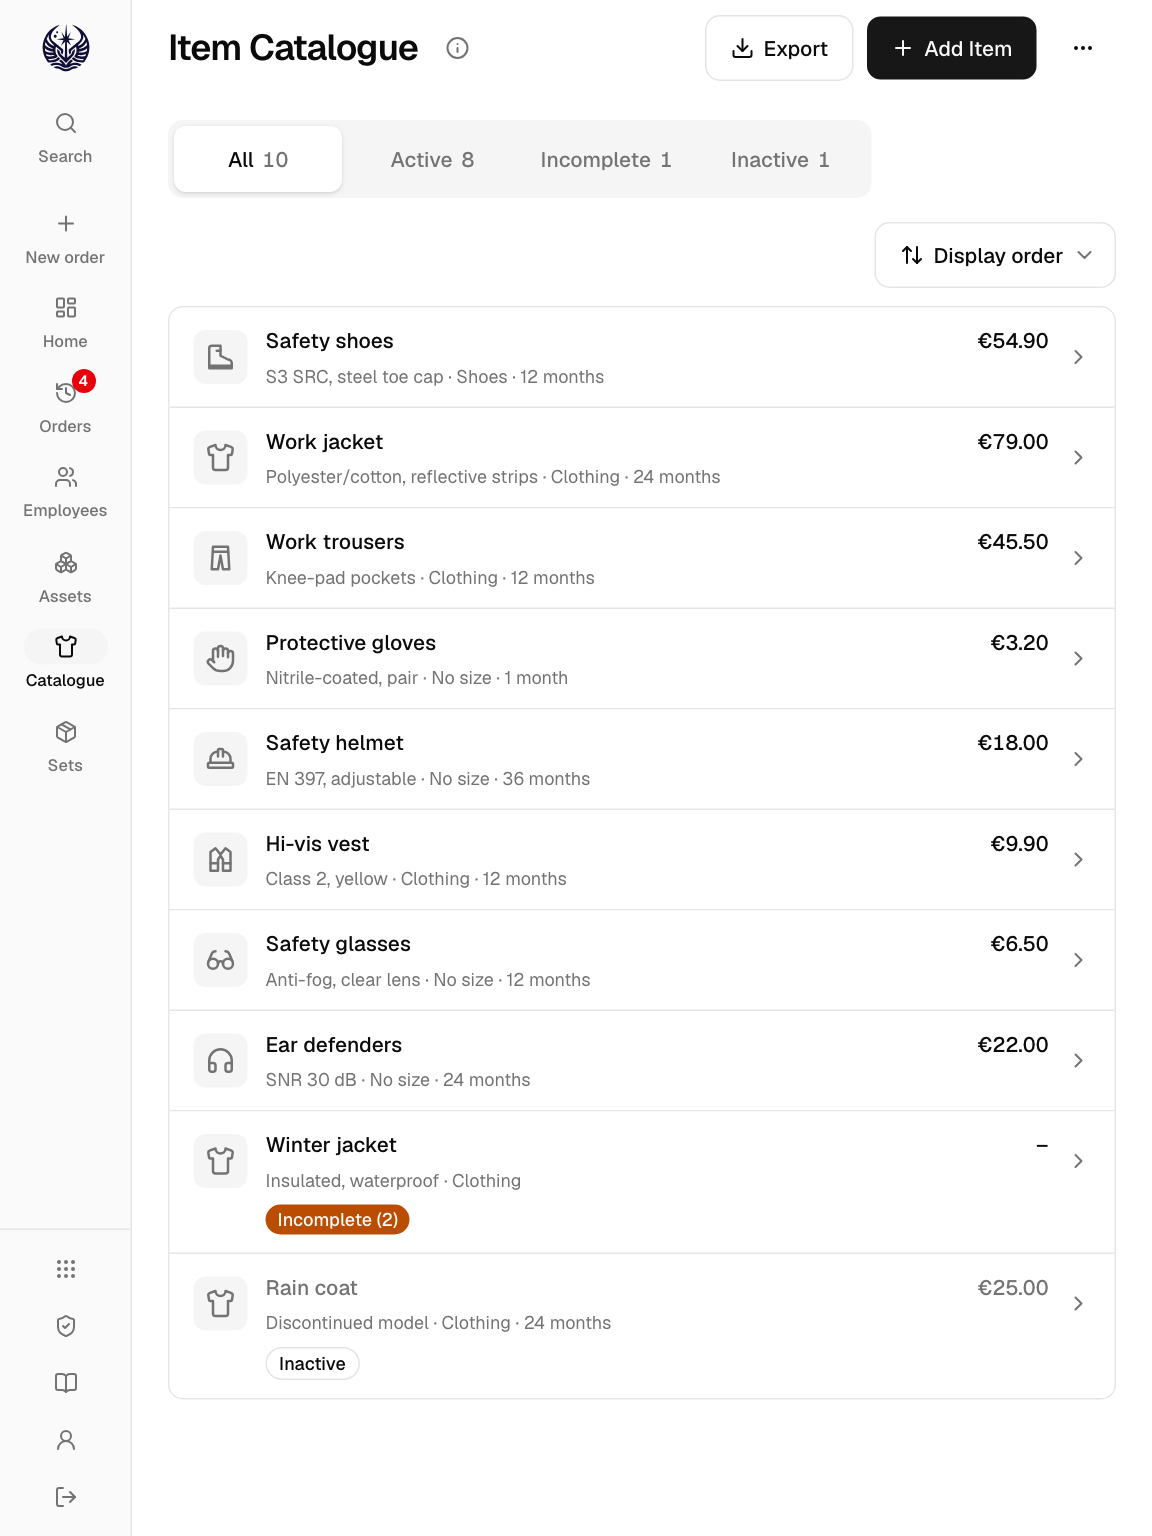 Item Catalogue
Export
Add Item
Search
New order
Home
4
Orders
Employees
Assets
Catalogue
Sets
All 10
Active 8
Incomplete 1
Inactive 1
Display order
Safety shoes
€54.90
S3 SRC, steel toe cap · Shoes · 12 months
Work jacket
€79.00
Polyester/cotton, reflective strips · Clothing · 24 months
Work trousers
€45.50
Knee-pad pockets · Clothing · 12 months
Protective gloves
€3.20
Nitrile-coated, pair · No size · 1 month
Safety helmet
€18.00
EN 397, adjustable · No size · 36 months
Hi-vis vest
€9.90
Class 2, yellow · Clothing · 12 months
Safety glasses
€6.50
Anti-fog, clear lens · No size · 12 months
Ear defenders
€22.00
SNR 30 dB · No size · 24 months
Winter jacket
–
Insulated, waterproof · Clothing
Incomplete (2)
Rain coat
€25.00
Discontinued model · Clothing · 24 months
Inactive